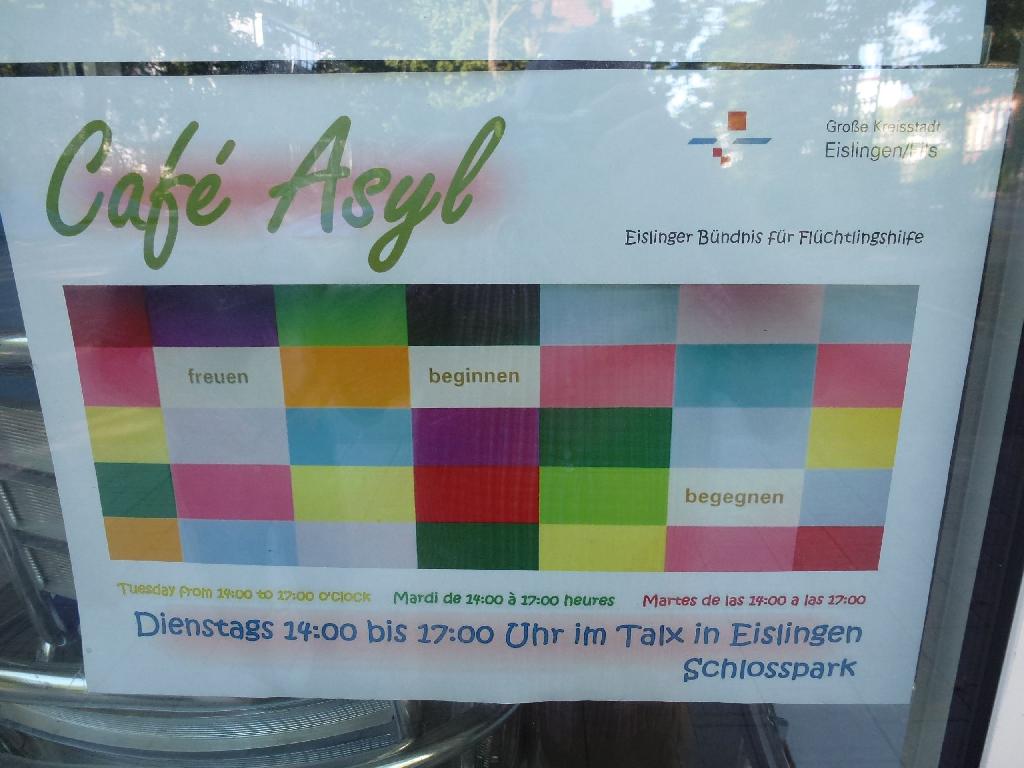 Café Asyl
Große Kreisstadt
Eislingen/Fils
Eislinger Bündnis für Flüchtlingshilfe
freuen
beginnen
begegnen
Tuesday from 14:00 to 17:00 o'clock
Mardi de 14:00 à 17:00 heures
Martes de las 14:00 a las 17:00
Dienstags 14:00 bis 17:00 Uhr im Talx in Eislingen
Schlosspark